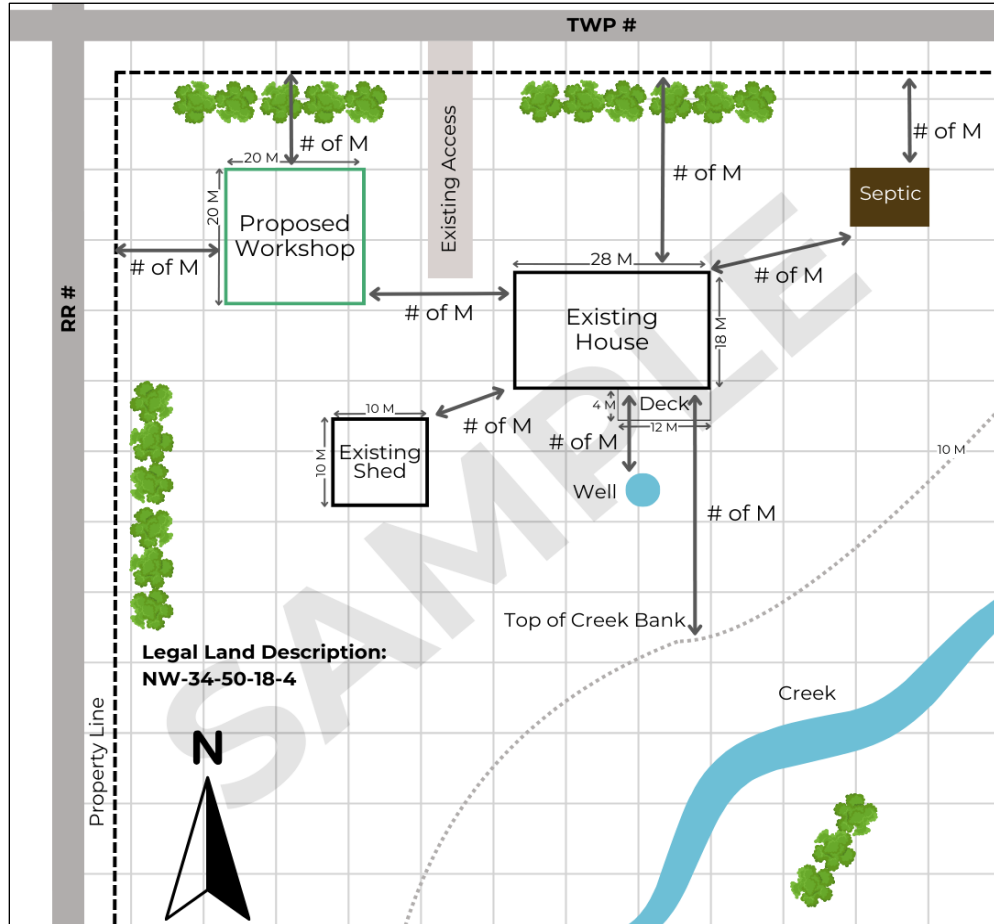 TWP #
# of M
# of M
20 M
Existing Access
# of M
Septic
20 M
Proposed
Workshop
# of M
28 M
# of M
RR #
# of M
Existing
House
18 M
10 M
# of M
4 M
Deck
12 M
# of M
10 M
10 M
Existing
Shed
Well
# of M
Top of Creek Bank
Legal Land Description:
NW-34-50-18-4
Creek
Property Line
N
SAMPLE